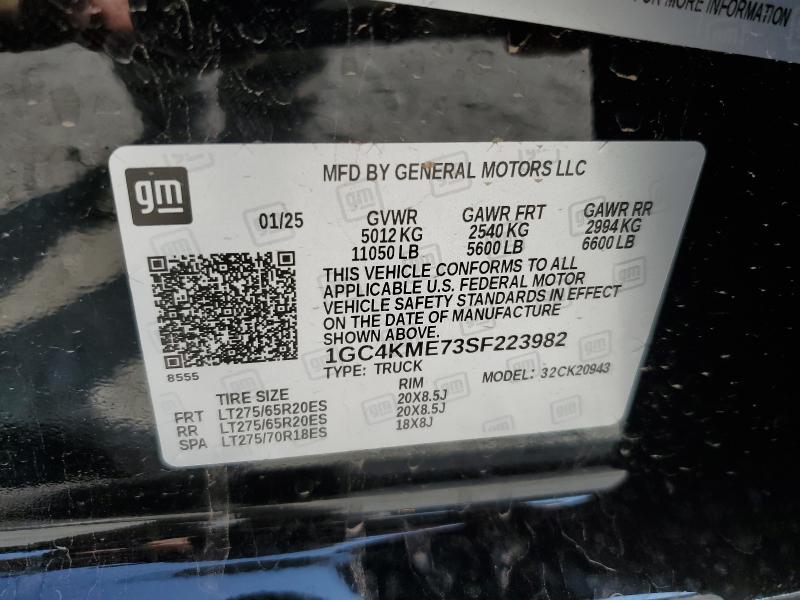 FOR MORE INFORMATION
gm
MFD BY GENERAL MOTORS LLC
01/25 GVWR GAWR FRT GAWR RR
5012 KG 2540 KG 2994 KG
11050 LB 5600 LB 6600 LB
THIS VEHICLE CONFORMS TO ALL
APPLICABLE U.S. FEDERAL MOTOR
VEHICLE SAFETY STANDARDS IN EFFECT
ON THE DATE OF MANUFACTURE
SHOWN ABOVE.
1GC4KME73SF223982
8555
TYPE: TRUCK MODEL: 32CK20943
TIRE SIZE RIM
FRT LT275/65R20ES 20X8.5J
RR LT275/65R20ES 20X8.5J
SPA LT275/70R18ES 18X8J